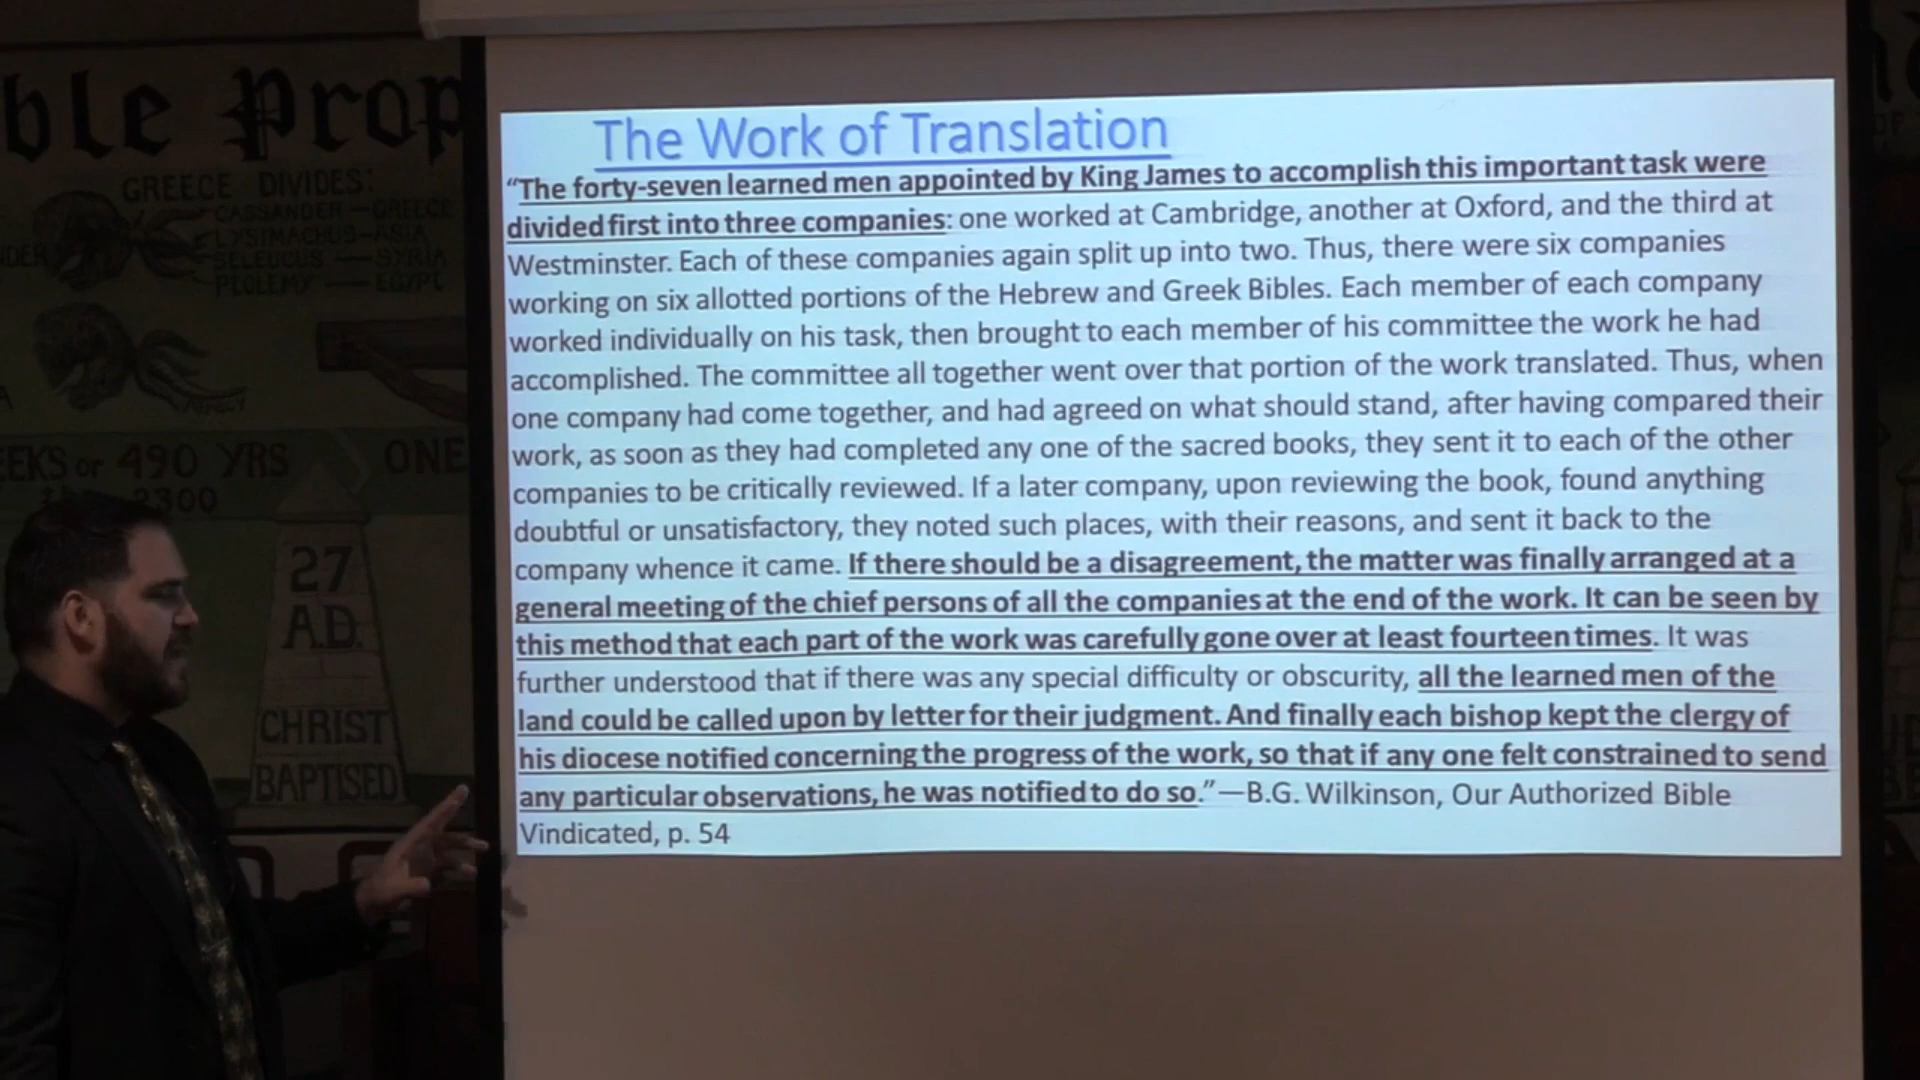 ble Prop
GREECE DIVIDES:
CASSANDER — GREECE
LYSIMACHUS — ASIA
SELEUCUS — SYRIA
PTOLEMY — EGYPT
EEKS or 490 YRS
ONE
2300
27
A.D.
CHRIST
BAPTISED
The Work of Translation
“The forty-seven learned men appointed by King James to accomplish this important task were
divided first into three companies: one worked at Cambridge, another at Oxford, and the third at
Westminster. Each of these companies again split up into two. Thus, there were six companies
working on six allotted portions of the Hebrew and Greek Bibles. Each member of each company
worked individually on his task, then brought to each member of his committee the work he had
accomplished. The committee all together went over that portion of the work translated. Thus, when
one company had come together, and had agreed on what should stand, after having compared their
work, as soon as they had completed any one of the sacred books, they sent it to each of the other
companies to be critically reviewed. If a later company, upon reviewing the book, found anything
doubtful or unsatisfactory, they noted such places, with their reasons, and sent it back to the
company whence it came. If there should be a disagreement, the matter was finally arranged at a
general meeting of the chief persons of all the companies at the end of the work. It can be seen by
this method that each part of the work was carefully gone over at least fourteen times. It was
further understood that if there was any special difficulty or obscurity, all the learned men of the
land could be called upon by letter for their judgment. And finally each bishop kept the clergy of
his diocese notified concerning the progress of the work, so that if any one felt constrained to send
any particular observations, he was notified to do so.”—B.G. Wilkinson, Our Authorized Bible
Vindicated, p. 54